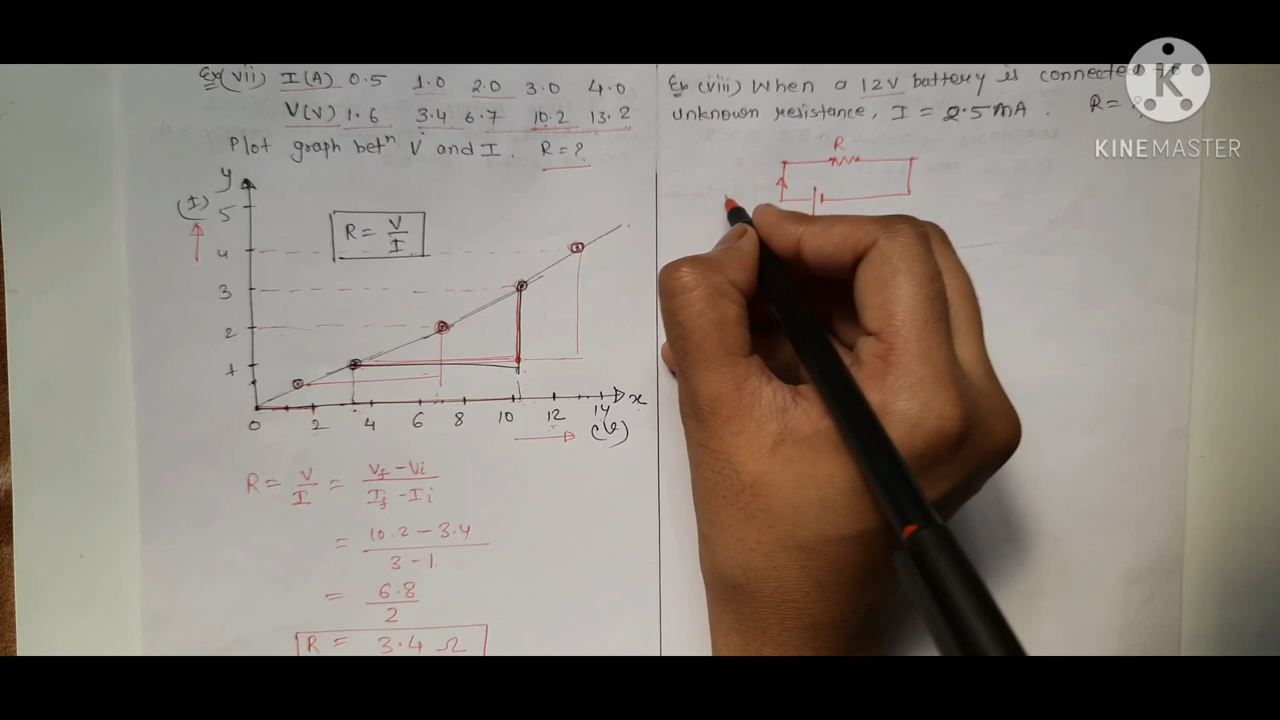 Ex (vii) I (A) 0.5 1.0 2.0 3.0 4.0
V(V) 1.6 3.4 6.7 10.2 13.2
Plot graph betⁿ V and I. R = ?
y
(I)
5
4
3
2
1
R = V/I
0 2 4 6 8 10 12 14 x
(V)
R = V/I = Vf - Vi / If - Ii
= 10.2 - 3.4 / 3 - 1
= 6.8 / 2
R = 3.4 Ω
Ex (viii) When a 12V battery is connected to
unknown resistance, I = 2.5 mA. R = ?
R
K
KINEMASTER